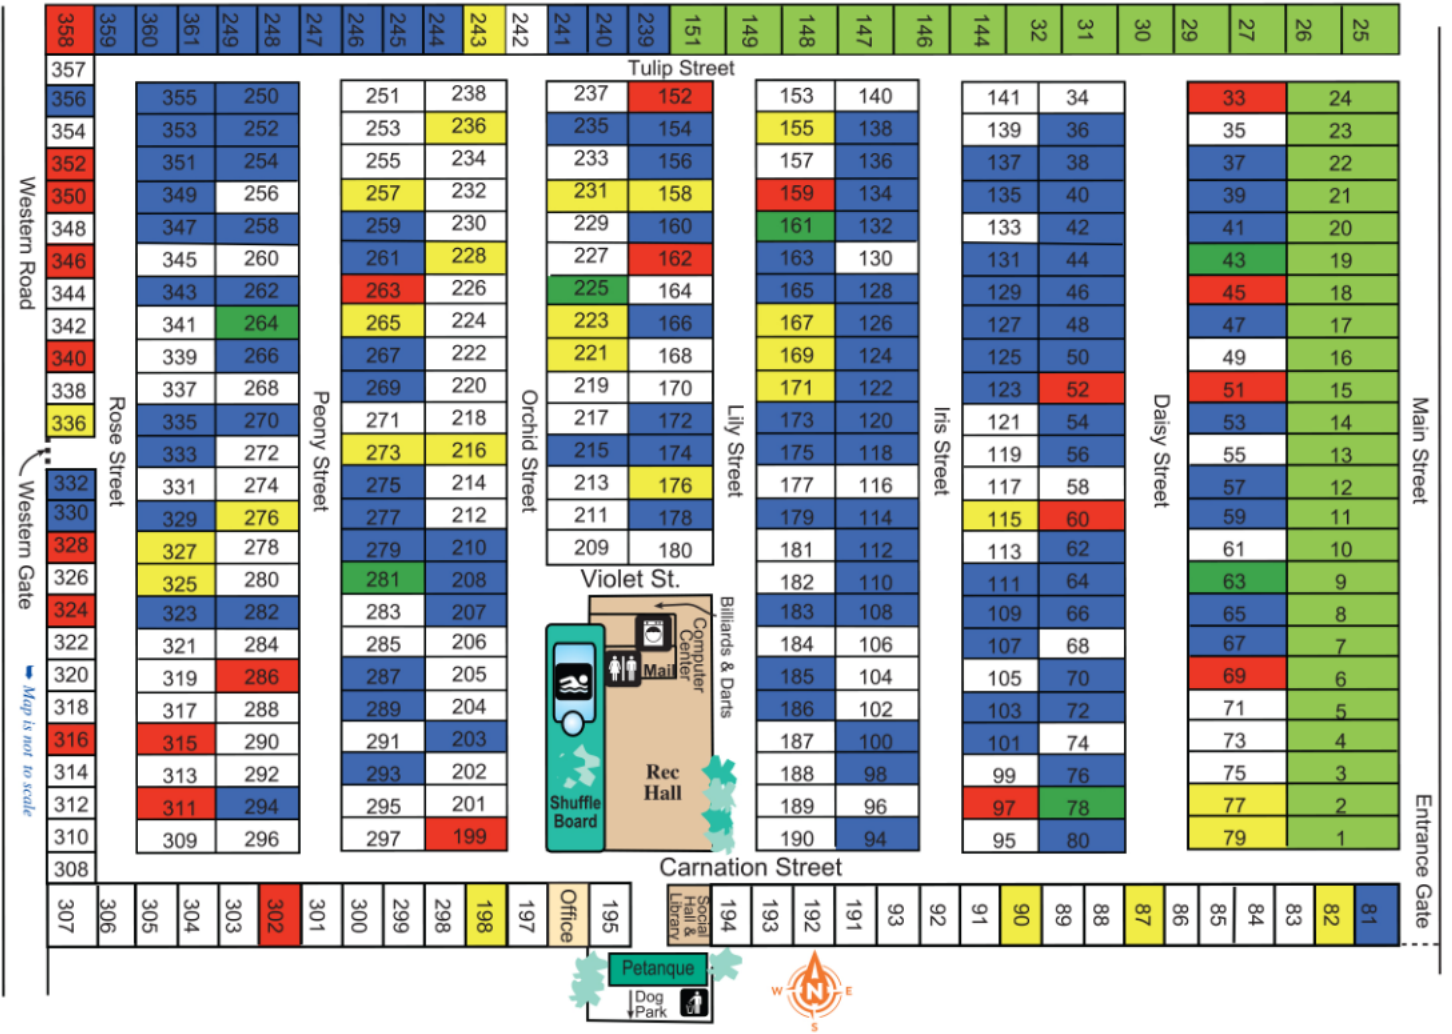 358 359 360 361 249 248 247 246 245 244 243 242 241 240 239 151 149 148 147 146 144 32 31 30 29 27 26 25
357
Tulip Street
356 355 250 251 238 237 152 153 140 141 34 33 24
354 353 252 253 236 235 154 155 138 139 36 35 23
352 351 254 255 234 233 156 157 136 137 38 37 22
350 349 256 257 232 231 158 159 134 135 40 39 21
348 347 258 259 230 229 160 161 132 133 42 41 20
346 345 260 261 228 227 162 163 130 131 44 43 19
344 343 262 263 226 225 164 165 128 129 46 45 18
342 341 264 265 224 223 166 167 126 127 48 47 17
340 339 266 267 222 221 168 169 124 125 50 49 16
338 337 268 269 220 219 170 171 122 123 52 51 15
336 335 270 271 218 217 172 173 120 121 54 53 14
333 272 273 216 215 174 175 118 119 56 55 13
332 331 274 275 214 213 176 177 116 117 58 57 12
330 329 276 277 212 211 178 179 114 115 60 59 11
328 327 278 279 210 209 180 181 112 113 62 61 10
326 325 280 281 208 182 110 111 64 63 9
324 323 282 283 207 183 108 109 66 65 8
322 321 284 285 206 184 106 107 68 67 7
320 319 286 287 205 185 104 105 70 69 6
318 317 288 289 204 186 102 103 72 71 5
316 315 290 291 203 187 100 101 74 73 4
314 313 292 293 202 188 98 99 76 75 3
312 311 294 295 201 189 96 97 78 77 2
310 309 296 297 199 190 94 95 80 79 1
308
Western Road
Western Gate
Map is not to scale
Rose Street
Peony Street
Orchid Street
Lily Street
Iris Street
Daisy Street
Main Street
Entrance Gate
Violet St.
Billiards & Darts
Computer
Center
Mail
Rec
Hall
Shuffle
Board
Carnation Street
307 306 305 304 303 302 301 300 299 298 198 197 Office 195
Social
Hall &
Library
194 193 192 191 93 92 91 90 89 88 87 86 85 84 83 82 81
Petanque
Dog
Park
W N E
S